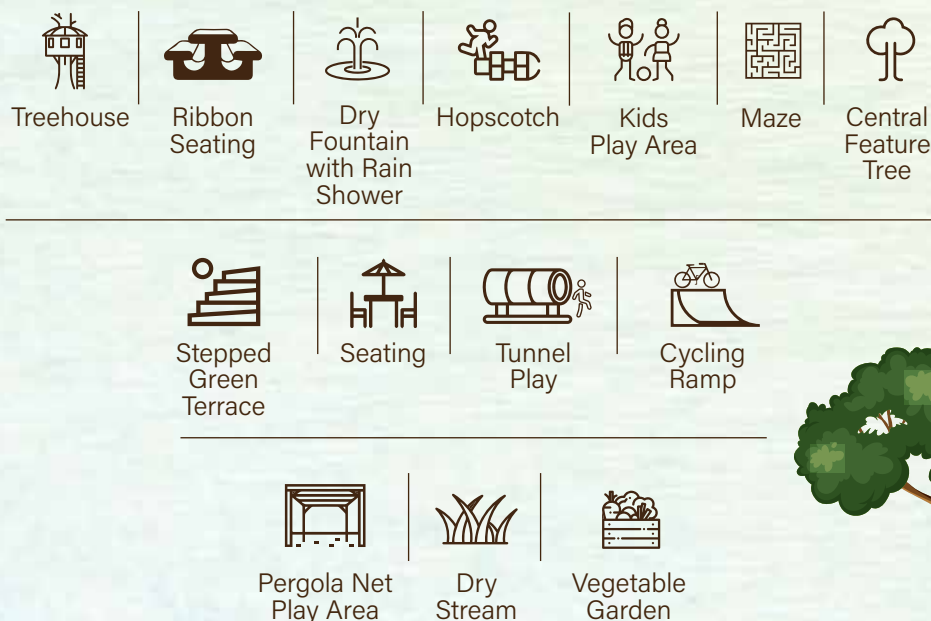 Treehouse
Ribbon
Seating
Dry
Fountain
with Rain
Shower
Hopscotch
Kids
Play Area
Maze
Central
Feature
Tree
Stepped
Green
Terrace
Seating
Tunnel
Play
Cycling
Ramp
Pergola Net
Play Area
Dry
Stream
Vegetable
Garden